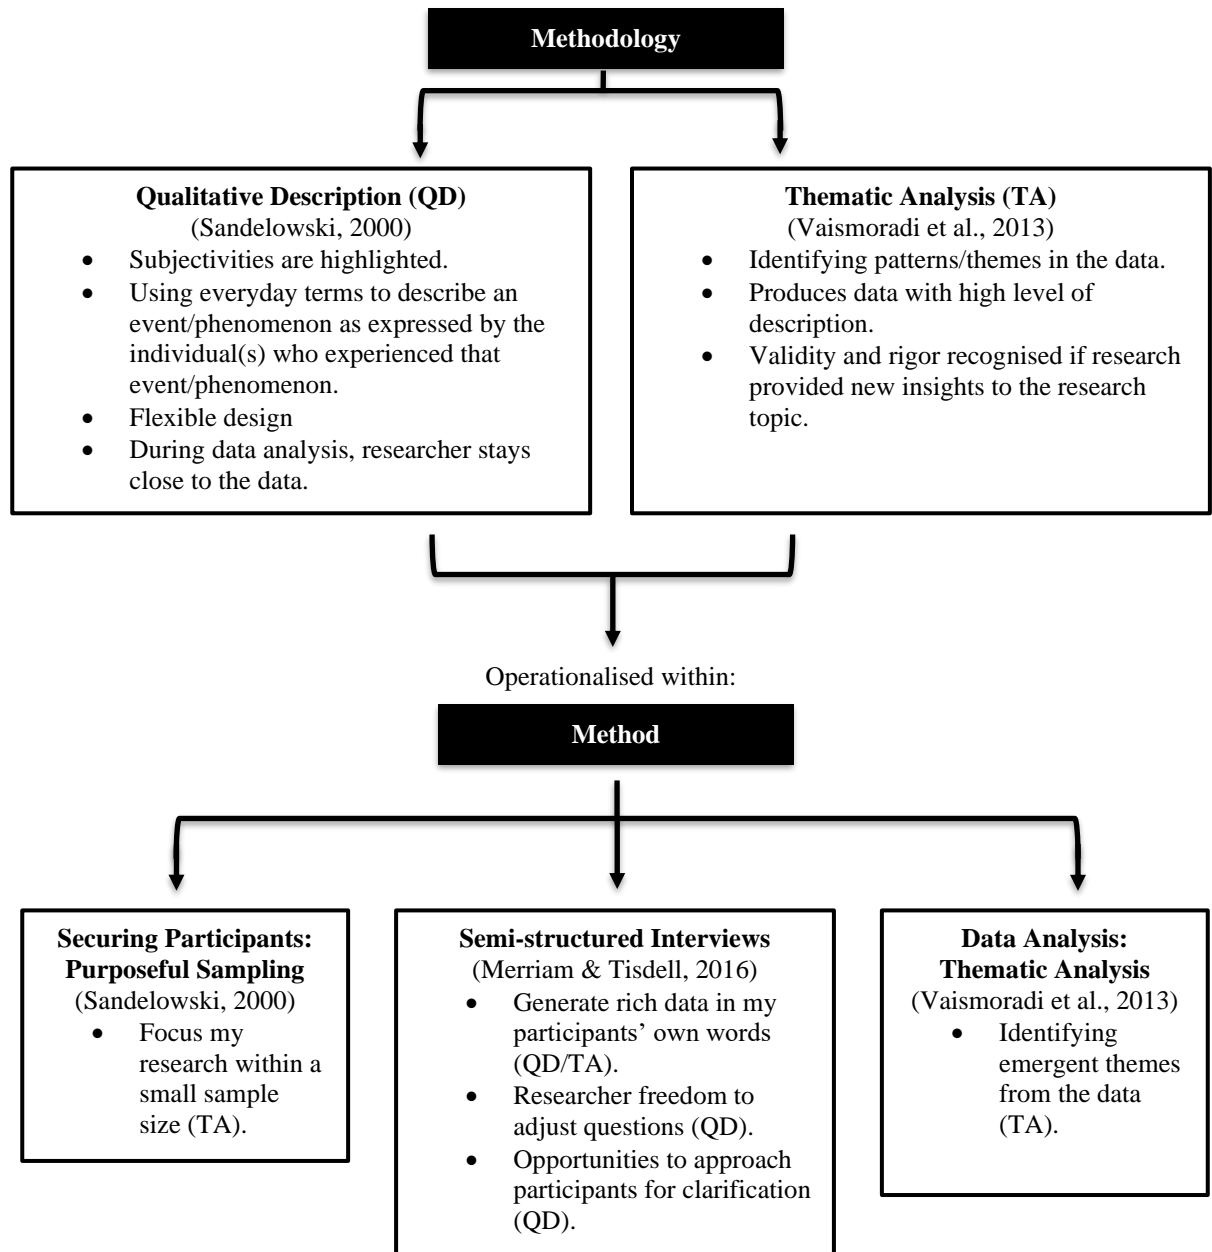 Methodology
Qualitative Description (QD)
(Sandelowski, 2000)
• Subjectivities are highlighted.
• Using everyday terms to describe an
event/phenomenon as expressed by the
individual(s) who experienced that
event/phenomenon.
• Flexible design
• During data analysis, researcher stays
close to the data.
Thematic Analysis (TA)
(Vaismoradi et al., 2013)
• Identifying patterns/themes in the data.
• Produces data with high level of
description.
• Validity and rigor recognised if research
provided new insights to the research
topic.
Operationalised within:
Method
Securing Participants:
Purposeful Sampling
(Sandelowski, 2000)
• Focus my
research within a
small sample
size (TA).
Semi-structured Interviews
(Merriam & Tisdell, 2016)
• Generate rich data in my
participants’ own words
(QD/TA).
• Researcher freedom to
adjust questions (QD).
• Opportunities to approach
participants for clarification
(QD).
Data Analysis:
Thematic Analysis
(Vaismoradi et al., 2013)
• Identifying
emergent themes
from the data
(TA).